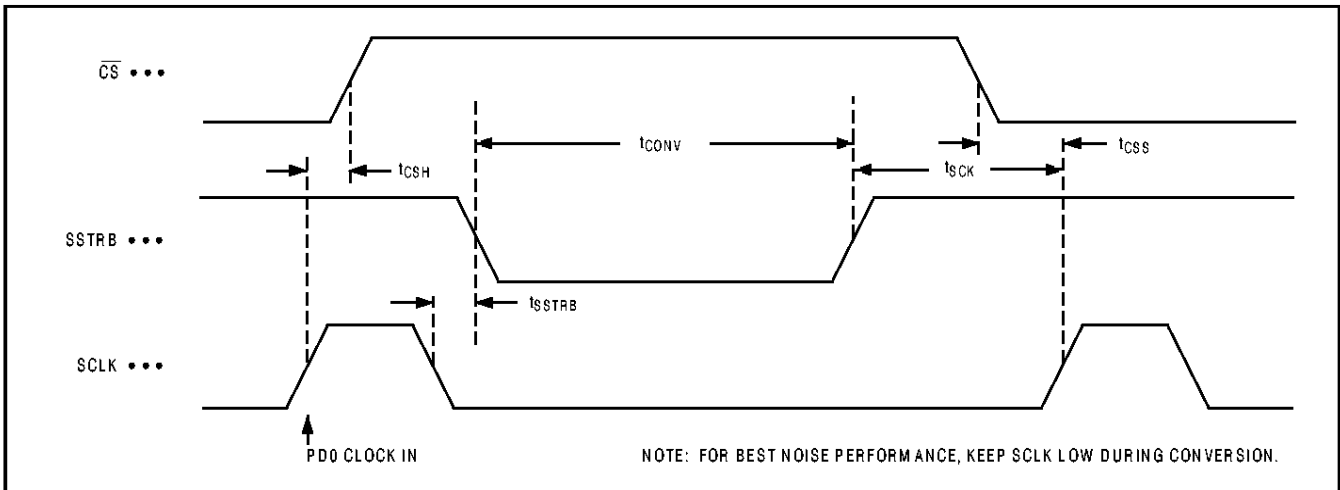 CS •••
tCONV
tCSS
tCSH
tSCK
SSTRB •••
tSSTRB
SCLK •••
PD0 CLOCK IN
NOTE: FOR BEST NOISE PERFORMANCE, KEEP SCLK LOW DURING CONVERSION.